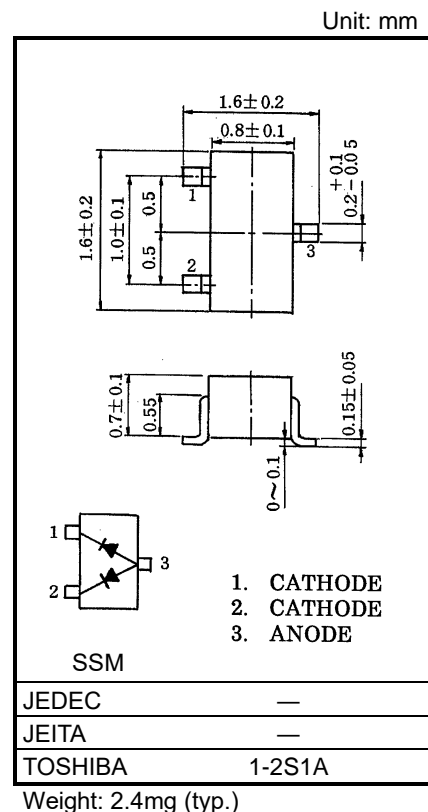 Unit: mm
1.6±0.2
0.8±0.1
1.6±0.2
1.0±0.1
0.5
0.5
1
2
3
+0.1
0.2−0.05
0.7±0.1
0.55
0.15±0.05
0~0.1
1
2
3
1. CATHODE
2. CATHODE
3. ANODE
SSM
JEDEC —
JEITA —
TOSHIBA 1-2S1A
Weight: 2.4mg (typ.)